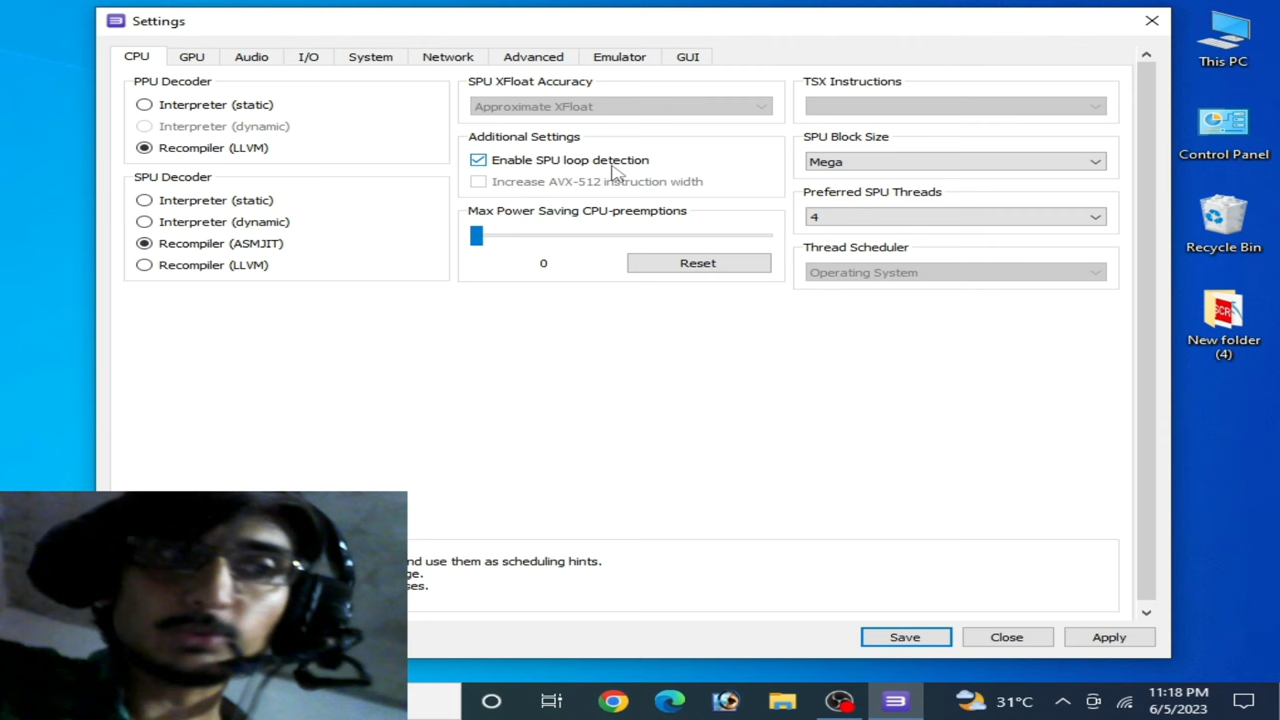 Settings
CPU
GPU
Audio
I/O
System
Network
Advanced
Emulator
GUI
PPU Decoder
Interpreter (static)
Interpreter (dynamic)
Recompiler (LLVM)
SPU Decoder
Interpreter (static)
Interpreter (dynamic)
Recompiler (ASMJIT)
Recompiler (LLVM)
SPU XFloat Accuracy
Approximate XFloat
Additional Settings
Enable SPU loop detection
Increase AVX-512 instruction width
Max Power Saving CPU-preemptions
0
Reset
TSX Instructions
SPU Block Size
Mega
Preferred SPU Threads
4
Thread Scheduler
Operating System
use them as scheduling hints.
Save
Close
Apply
This PC
Control Panel
Recycle Bin
SCR
New folder
(4)
31°C
11:18 PM
6/5/2023